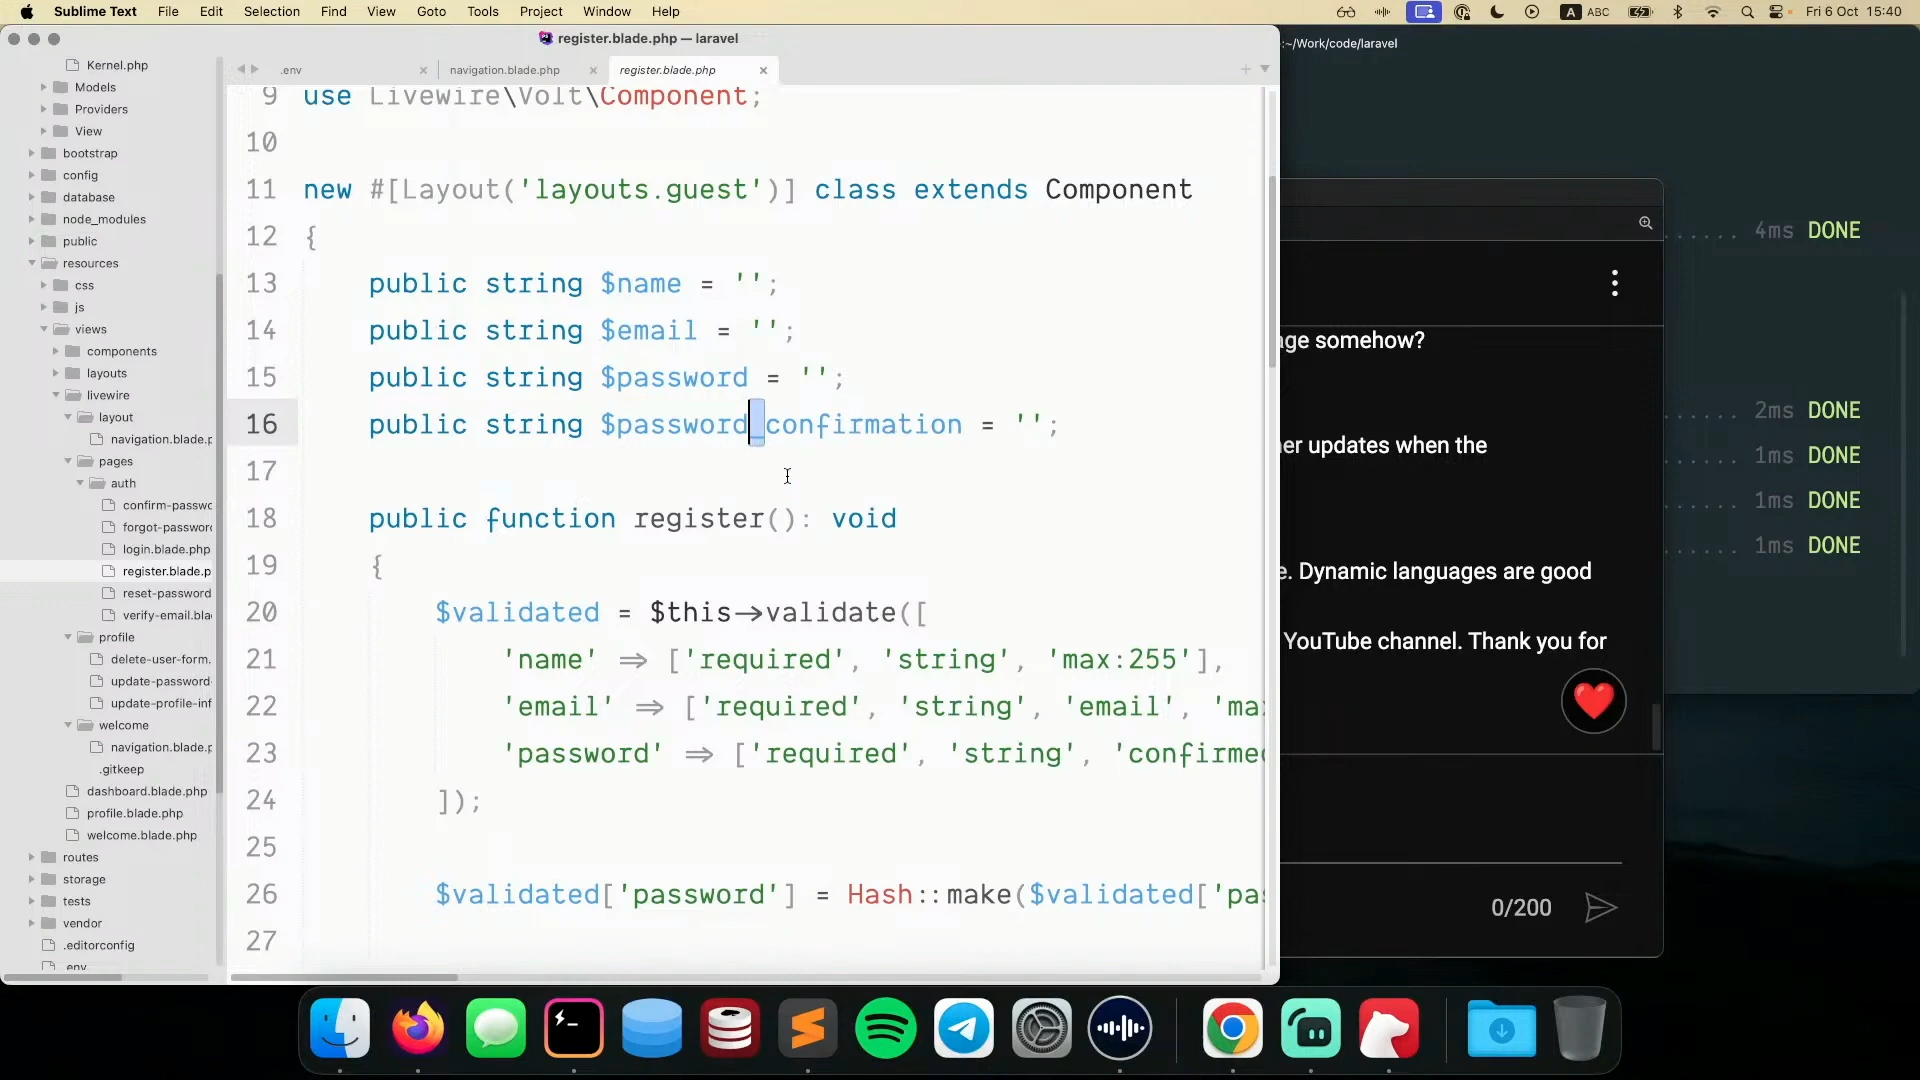 Sublime Text File Edit Selection Find View Goto Tools Project Window Help A ABC Fri 6 Oct 15:40
register.blade.php — laravel
:~/Work/code/laravel
.env navigation.blade.php register.blade.php
Kernel.php
Models
Providers
View
bootstrap
config
database
node_modules
public
resources
css
js
views
components
layouts
livewire
layout
navigation.blade.p
pages
auth
confirm-passwo
forgot-password
login.blade.php
register.blade.p
reset-password
verify-email.bla
profile
delete-user-form.
update-password-
update-profile-inf
welcome
navigation.blade.p
.gitkeep
dashboard.blade.php
profile.blade.php
welcome.blade.php
routes
storage
tests
vendor
.editorconfig
.env
9 use Livewire\Volt\Component;
10
11 new #[Layout('layouts.guest')] class extends Component
12 {
13 public string $name = '';
14 public string $email = '';
15 public string $password = '';
16 public string $password_confirmation = '';
17
18 public function register(): void
19 {
20 $validated = $this->validate([
21 'name' => ['required', 'string', 'max:255'],
22 'email' => ['required', 'string', 'email', 'ma
23 'password' => ['required', 'string', 'confirmed
24 ]);
25
26 $validated['password'] = Hash::make($validated['pa
27
...... 4ms DONE
...... 2ms DONE
...... 1ms DONE
...... 1ms DONE
...... 1ms DONE
age somehow?
er updates when the
e. Dynamic languages are good
YouTube channel. Thank you for
0/200